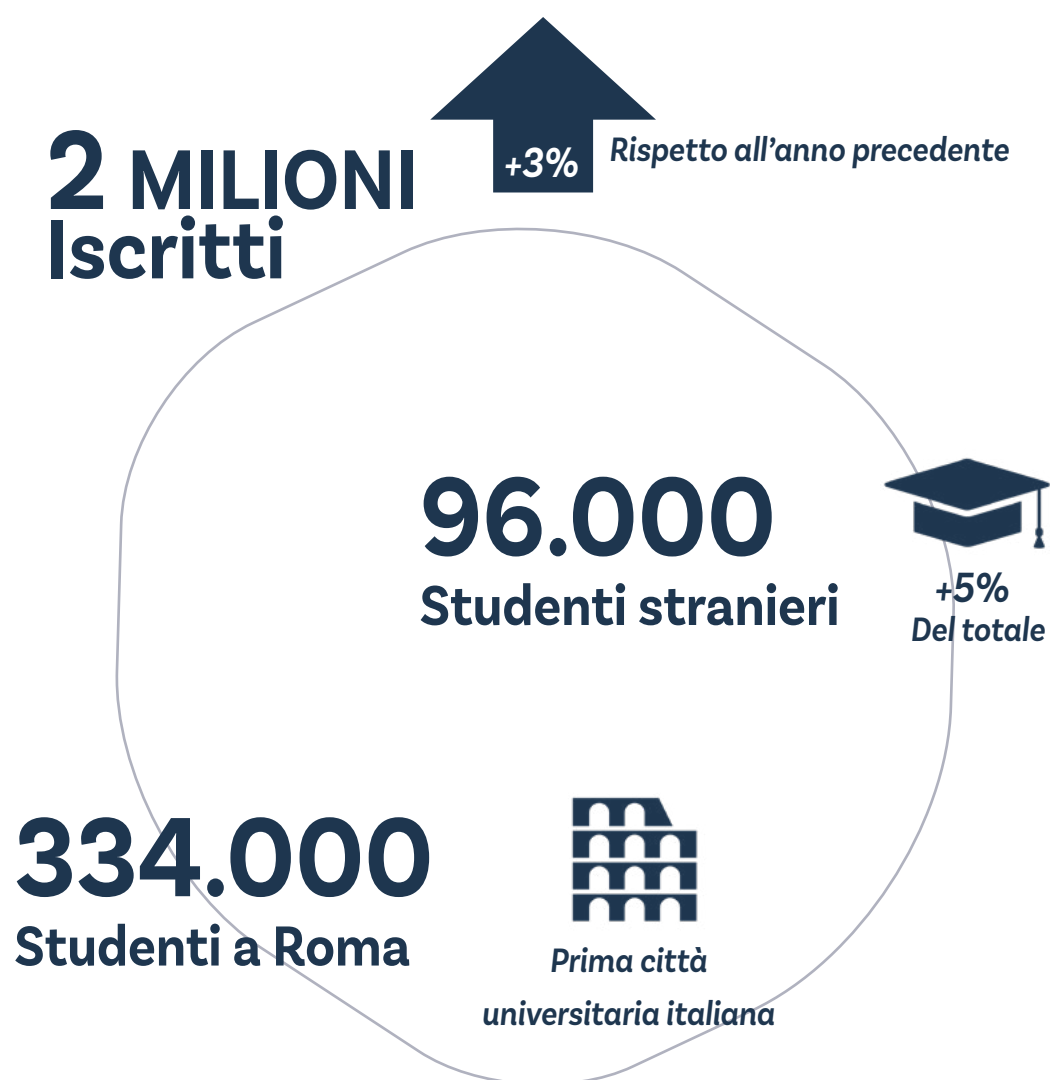 2 MILIONI
Iscritti
+3%
Rispetto all’anno precedente
96.000
Studenti stranieri
+5%
Del totale
334.000
Studenti a Roma
Prima città
universitaria italiana